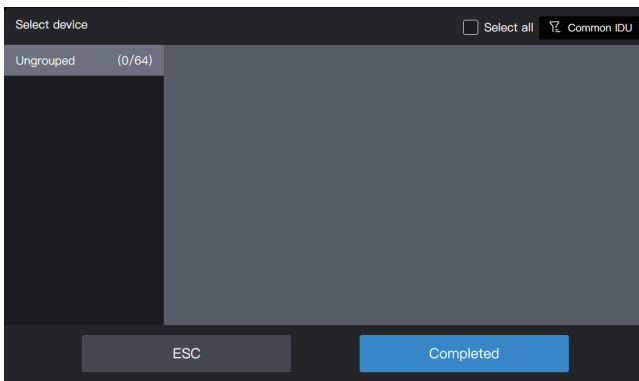 Select device
Select all
Common IDU
Ungrouped (0/64)
ESC
Completed